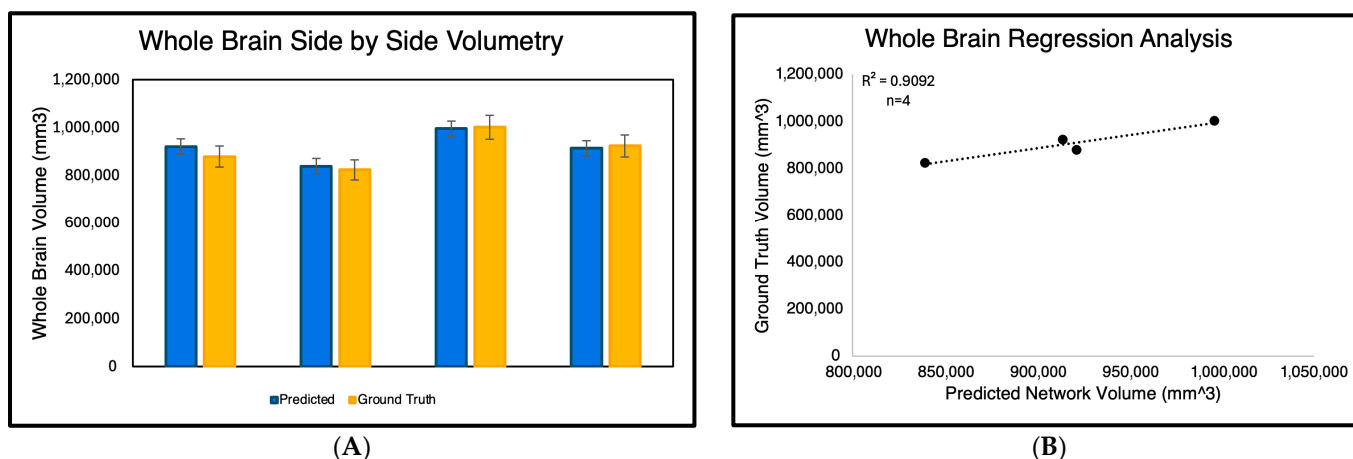 Whole Brain Side by Side Volumetry
Whole Brain Volume (mm3)
1,200,000
1,000,000
800,000
600,000
400,000
200,000
0
Predicted Ground Truth
(A)
Whole Brain Regression Analysis
R² = 0.9092
n=4
Ground Truth Volume (mm^3)
1,200,000
1,000,000
800,000
600,000
400,000
200,000
0
800,000 850,000 900,000 950,000 1,000,000 1,050,000
Predicted Network Volume (mm^3)
(B)